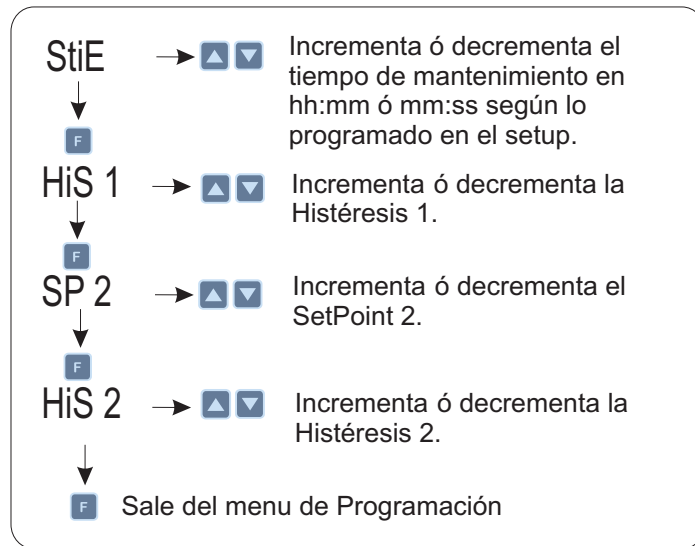 StiE
Incrementa ó decrementa el
tiempo de mantenimiento en
hh:mm ó mm:ss según lo
programado en el setup.
F
HiS 1
Incrementa ó decrementa la
Histéresis 1.
F
SP 2
Incrementa ó decrementa el
SetPoint 2.
F
HiS 2
Incrementa ó decrementa la
Histéresis 2.
F Sale del menu de Programación